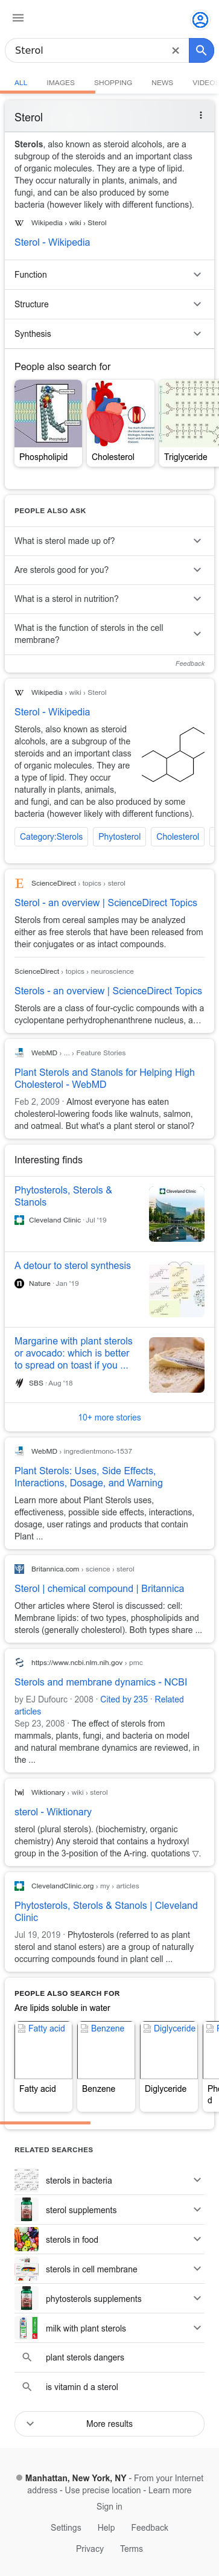 Sterol
ALL IMAGES SHOPPING NEWS VIDEO
Sterol
Sterols, also known as steroid alcohols, are a
subgroup of the steroids and an important class
of organic molecules. They are a type of lipid.
They occur naturally in plants, animals, and
fungi, and can be also produced by some
bacteria (however likely with different functions).
Wikipedia › wiki › Sterol
Sterol - Wikipedia
Function
Structure
Synthesis
People also search for
Phospholipid
Cholesterol
Triglyceride
PEOPLE ALSO ASK
What is sterol made up of?
Are sterols good for you?
What is a sterol in nutrition?
What is the function of sterols in the cell
membrane?
Feedback
Wikipedia › wiki › Sterol
Sterol - Wikipedia
Sterols, also known as steroid
alcohols, are a subgroup of the
steroids and an important class
of organic molecules. They are
a type of lipid. They occur
naturally in plants, animals,
and fungi, and can be also produced by some
bacteria (however likely with different functions).
Category:Sterols
Phytosterol
Cholesterol
ScienceDirect › topics › sterol
Sterol - an overview | ScienceDirect Topics
Sterols from cereal samples may be analyzed
either as free sterols that have been released from
their conjugates or as intact compounds.
ScienceDirect › topics › neuroscience
Sterols - an overview | ScienceDirect Topics
Sterols are a class of four-cyclic compounds with a
cyclopentane perhydrophenanthrene nucleus, a…
WebMD › ... › Feature Stories
Plant Sterols and Stanols for Helping High
Cholesterol - WebMD
Feb 2, 2009 · Almost everyone has eaten
cholesterol-lowering foods like walnuts, salmon,
and oatmeal. But what's a plant sterol or stanol?
Interesting finds
Phytosterols, Sterols &
Stanols
Cleveland Clinic · Jul '19
Cleveland Clinic
A detour to sterol synthesis
Nature · Jan '19
Margarine with plant sterols
or avocado: which is better
to spread on toast if you ...
SBS · Aug '18
10+ more stories
WebMD › ingredientmono-1537
Plant Sterols: Uses, Side Effects,
Interactions, Dosage, and Warning
Learn more about Plant Sterols uses,
effectiveness, possible side effects, interactions,
dosage, user ratings and products that contain
Plant ...
Britannica.com › science › sterol
Sterol | chemical compound | Britannica
Other articles where Sterol is discussed: cell:
Membrane lipids: of two types, phospholipids and
sterols (generally cholesterol). Both types share ...
https://www.ncbi.nlm.nih.gov › pmc
Sterols and membrane dynamics - NCBI
by EJ Dufourc · 2008 · Cited by 235 · Related
articles
Sep 23, 2008 · The effect of sterols from
mammals, plants, fungi, and bacteria on model
and natural membrane dynamics are reviewed, in
the ...
[w] Wiktionary › wiki › sterol
sterol - Wiktionary
sterol (plural sterols). (biochemistry, organic
chemistry) Any steroid that contains a hydroxyl
group in the 3-position of the A-ring. quotations ▽.
ClevelandClinic.org › my › articles
Phytosterols, Sterols & Stanols | Cleveland
Clinic
Jul 19, 2019 · Phytosterols (referred to as plant
sterol and stanol esters) are a group of naturally
occurring compounds found in plant cell ...
PEOPLE ALSO SEARCH FOR
Are lipids soluble in water
Fatty acid Benzene Diglyceride
Fatty acid
Benzene
Diglyceride
RELATED SEARCHES
sterols in bacteria
sterol supplements
sterols in food
sterols in cell membrane
phytosterols supplements
milk with plant sterols
plant sterols dangers
is vitamin d a sterol
More results
Manhattan, New York, NY - From your Internet
address - Use precise location - Learn more
Sign in
Settings Help Feedback
Privacy Terms